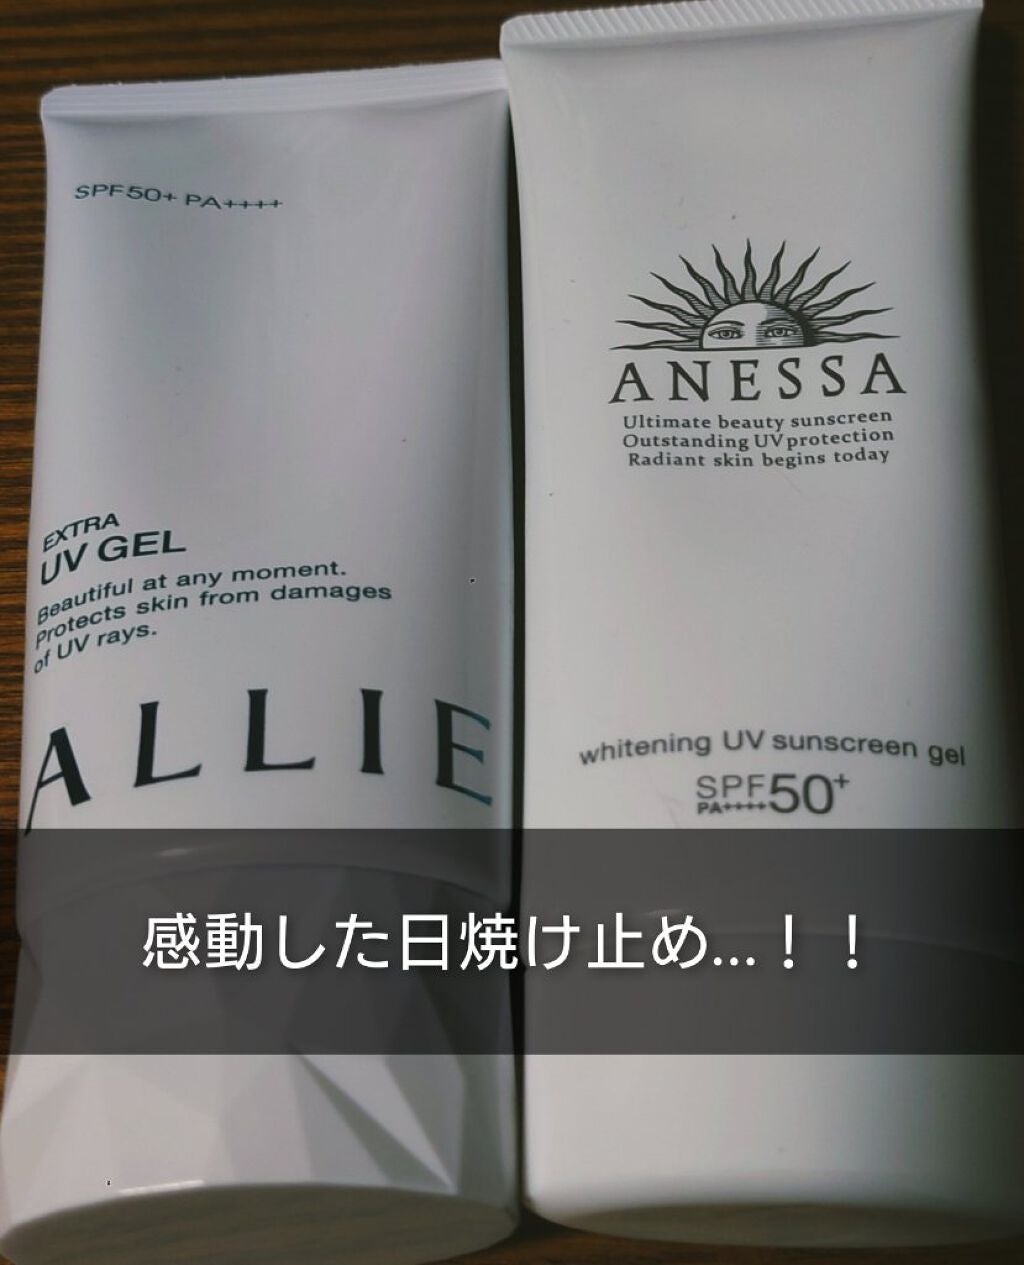 SPF50+ PA++++
EXTRA
UV GEL
Beautiful at any moment.
Protects skin from damages
of UV rays.
ALLIE
ANESSA
Ultimate beauty sunscreen
Outstanding UV protection
Radiant skin begins today
whitening UV sunscreen gel
SPF50+
PA++++
感動した日焼け止め…！！